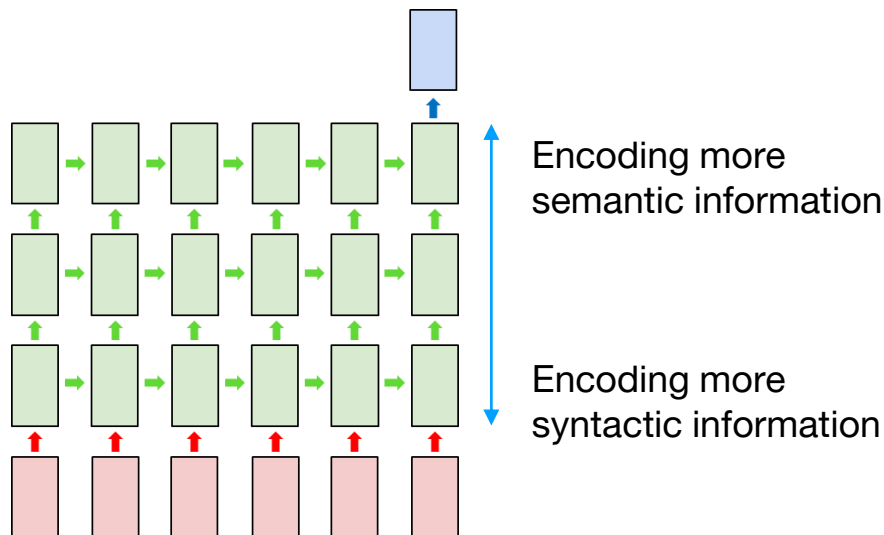 Encoding more
semantic information
Encoding more
syntactic information